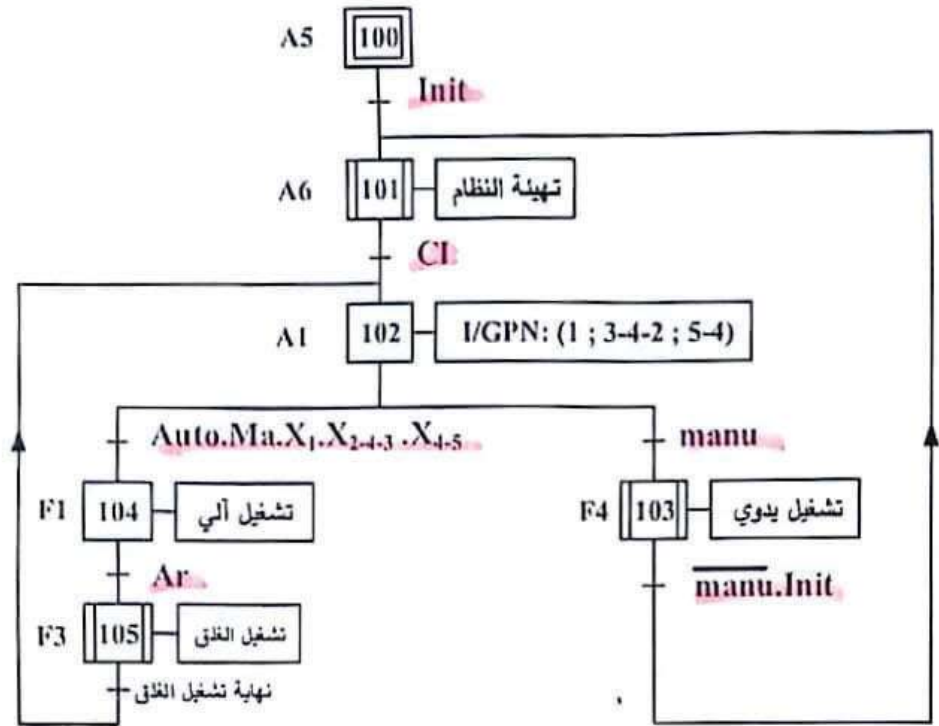 A5 100
Init
A6 101 تهيئة النظام
CI
A1 102 I/GPN: (1 ; 3-4-2 ; 5-4)
Auto.Ma.X₁.X₂₋₄₋₃.X₄₋₅ manu
F1 104 تشغيل آلي F4 103 تشغيل يدوي
Ar m̅a̅n̅u̅.Init
F3 105 تشغيل الغلق
نهاية تشغيل الغلق